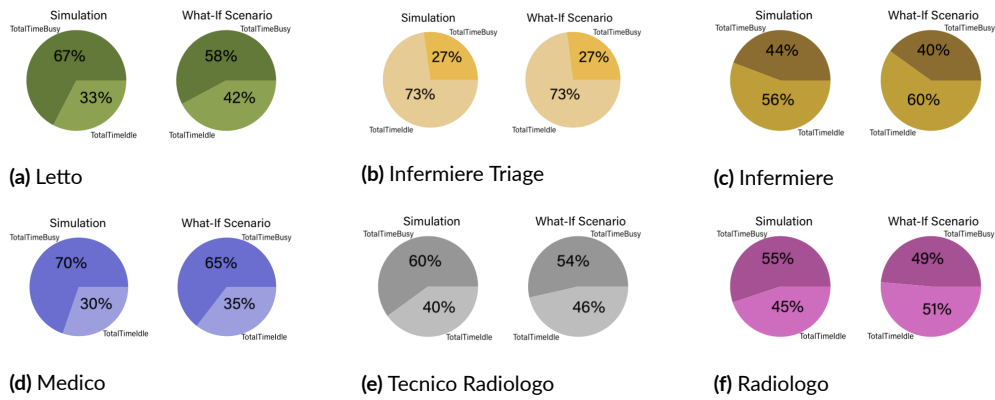 Simulation
TotalTimeBusy
67%
33%
TotalTimeIdle
What-If Scenario
TotalTimeBusy
58%
42%
TotalTimeIdle
(a) Letto
Simulation
TotalTimeBusy
27%
73%
What-If Scenario
TotalTimeBusy
27%
73%
(b) Infermiere Triage
Simulation
TotalTimeBusy
44%
56%
TotalTimeIdle
What-If Scenario
40%
60%
TotalTimeIdle
(c) Infermiere
Simulation
TotalTimeBusy
70%
30%
TotalTimeIdle
What-If Scenario
TotalTimeBusy
65%
35%
TotalTimeIdle
(d) Medico
Simulation
TotalTimeBusy
60%
40%
TotalTimeIdle
What-If Scenario
TotalTimeBusy
54%
46%
TotalTimeIdle
(e) Tecnico Radiologo
Simulation
TotalTimeBusy
55%
45%
TotalTimeIdle
What-If Scenario
TotalTimeBusy
49%
51%
TotalTimeIdle
(f) Radiologo